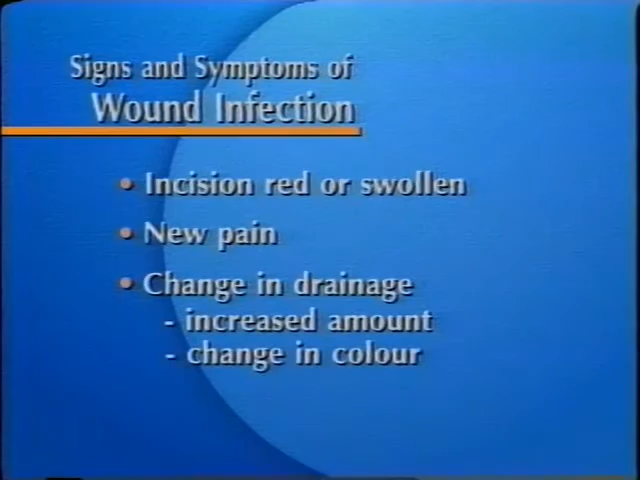 Signs and Symptoms of
Wound Infection
• Incision red or swollen
• New pain
• Change in drainage
- increased amount
- change in colour